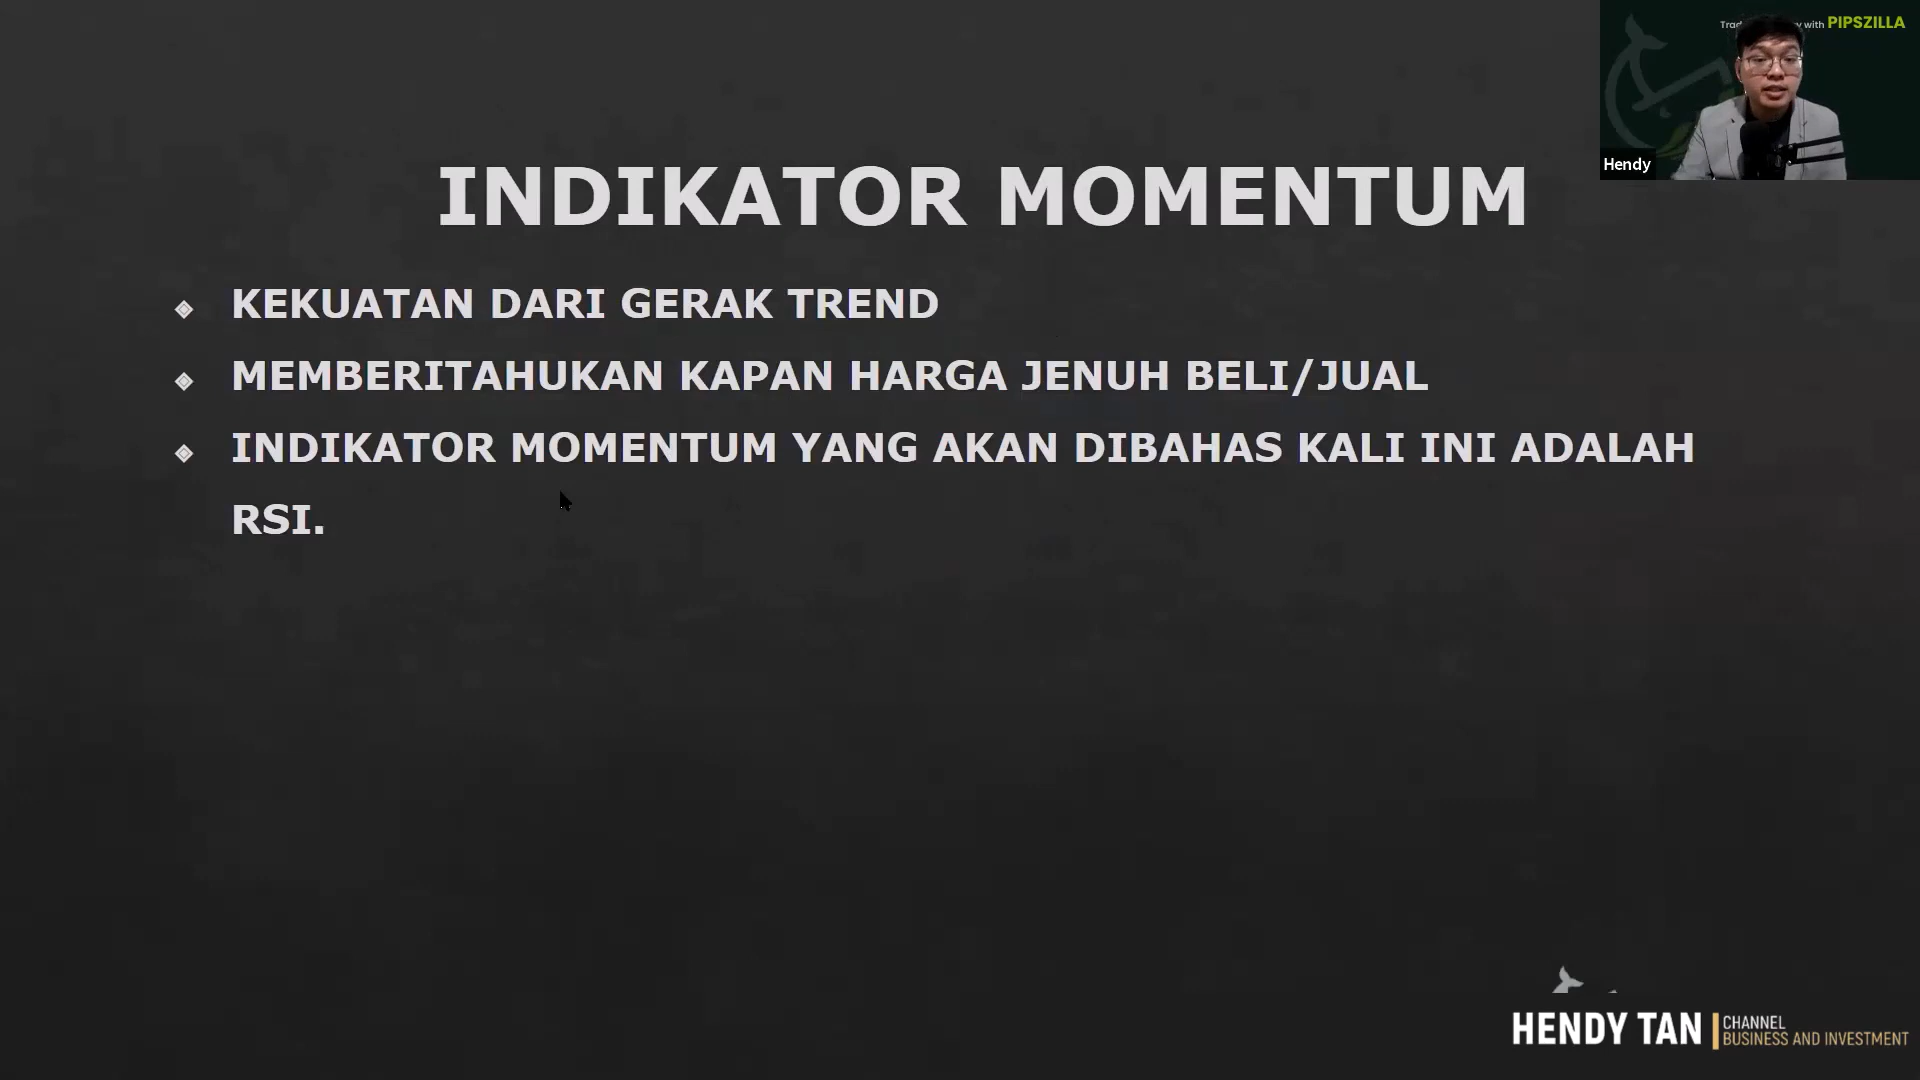 with PIPSZILLA
Hendy
INDIKATOR MOMENTUM
KEKUATAN DARI GERAK TREND
MEMBERITAHUKAN KAPAN HARGA JENUH BELI/JUAL
INDIKATOR MOMENTUM YANG AKAN DIBAHAS KALI INI ADALAH
RSI.
HENDY TAN
CHANNEL
BUSINESS AND INVESTMENT